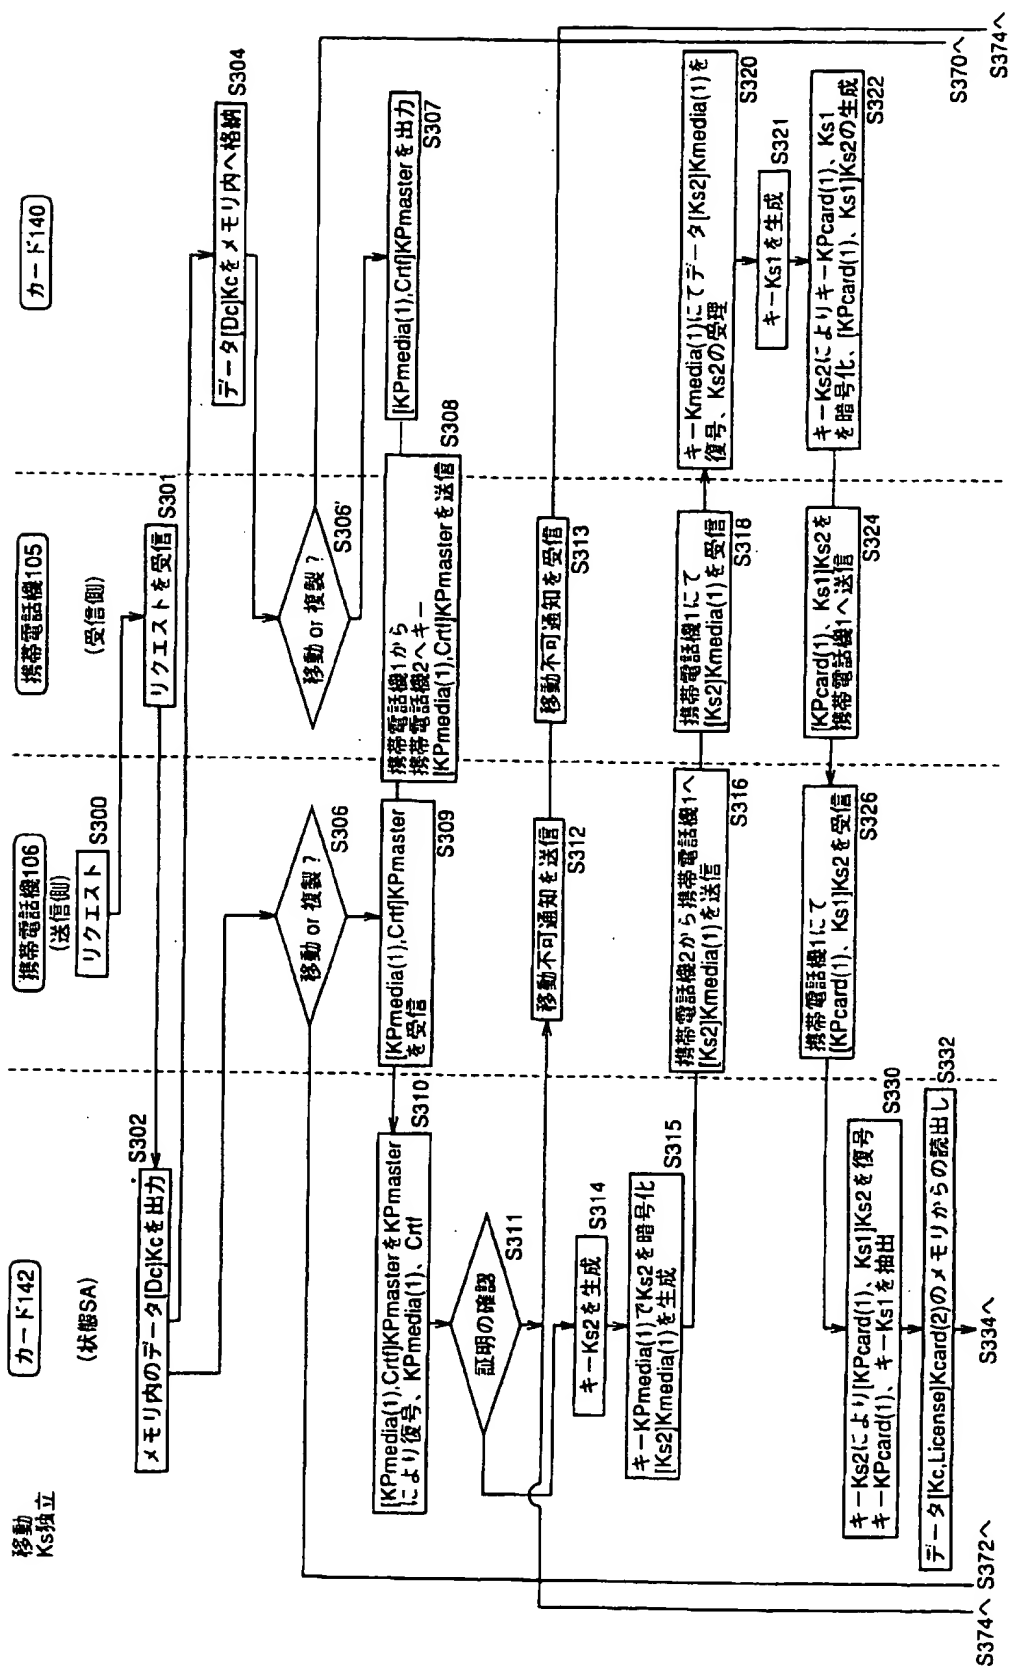 移動
Ks独立
カード142
(状態SA)
携帯電話機106
(送信側)
携帯電話機105
(受信側)
カード140
リクエスト
S300
リクエストを受信
S301
メモリ内のデータ[Dc]Kcを出力
S302
データ[Dc]Kcをメモリ内へ格納
S304
移動 or 複製?
S306
移動 or 複製?
S306'
[KPmedia(1),Crtf]KPmasterを出力
S307
携帯電話機1から
携帯電話機2へキー
[KPmedia(1),Crtf]KPmasterを送信
S308
[KPmedia(1),Crtf]KPmaster
を受信
S309
[KPmedia(1),Crtf]KPmasterをKPmaster
により復号、KPmedia(1)、Crtf
S310
証明の確認
S311
移動不可通知を送信
S312
移動不可通知を受信
S313
キーKs2を生成
S314
キーKPmedia(1)でKs2を暗号化
[Ks2]Kmedia(1)を生成
S315
携帯電話機2から携帯電話機1へ
[Ks2]Kmedia(1)を送信
S316
携帯電話機1にて
[Ks2]Kmedia(1)を受信
S318
キーKmedia(1)にてデータ[Ks2]Kmedia(1)を
復号、Ks2の受理
S320
キーKs1を生成
S321
キーKs2によりキーKPcard(1)、Ks1
を暗号化、[KPcard(1)、Ks1]Ks2の生成
S322
[KPcard(1)、Ks1]Ks2を
携帯電話機1へ送信
S324
携帯電話機1にて
[KPcard(1)、Ks1]Ks2を受信
S326
キーKs2により[KPcard(1)、Ks1]Ks2を復号
キーKPcard(1)、キーKs1を抽出
S330
データ[Kc,License]Kcard(2)のメモリからの読出し
S332
S374へ
S372へ
S334へ
S370へ
S374へ